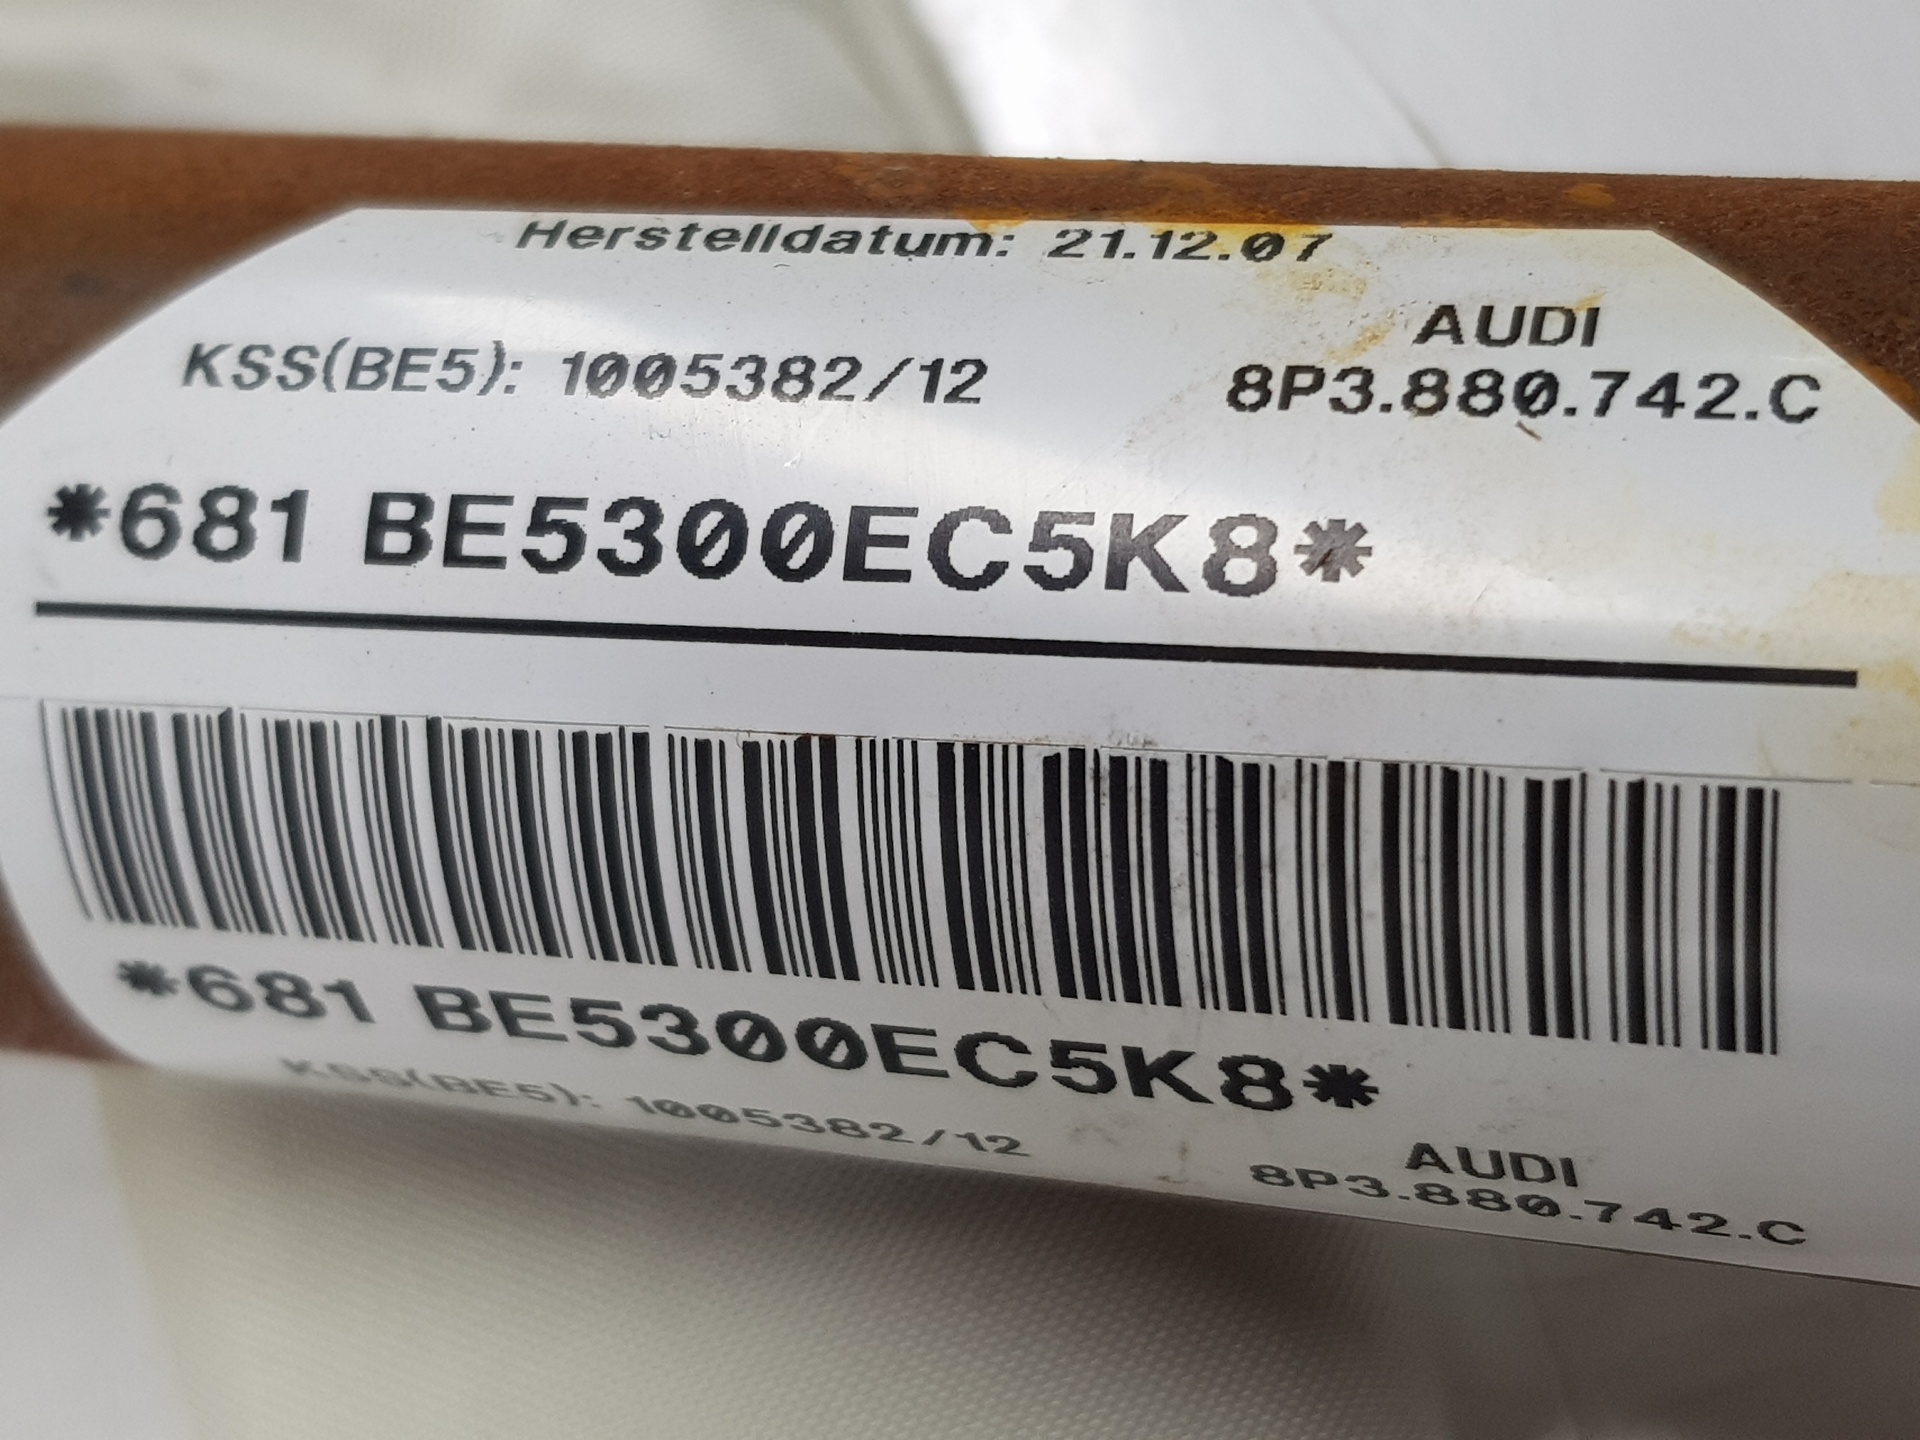 Herstelldatum: 21.12.07
AUDI
KSS(BE5): 1005382/12
8P3.880.742.C
*681 BE5300EC5K8*
*681 BE5300EC5K8*
KSS(BE5): 1005382/12
AUDI
8P3.880.742.C